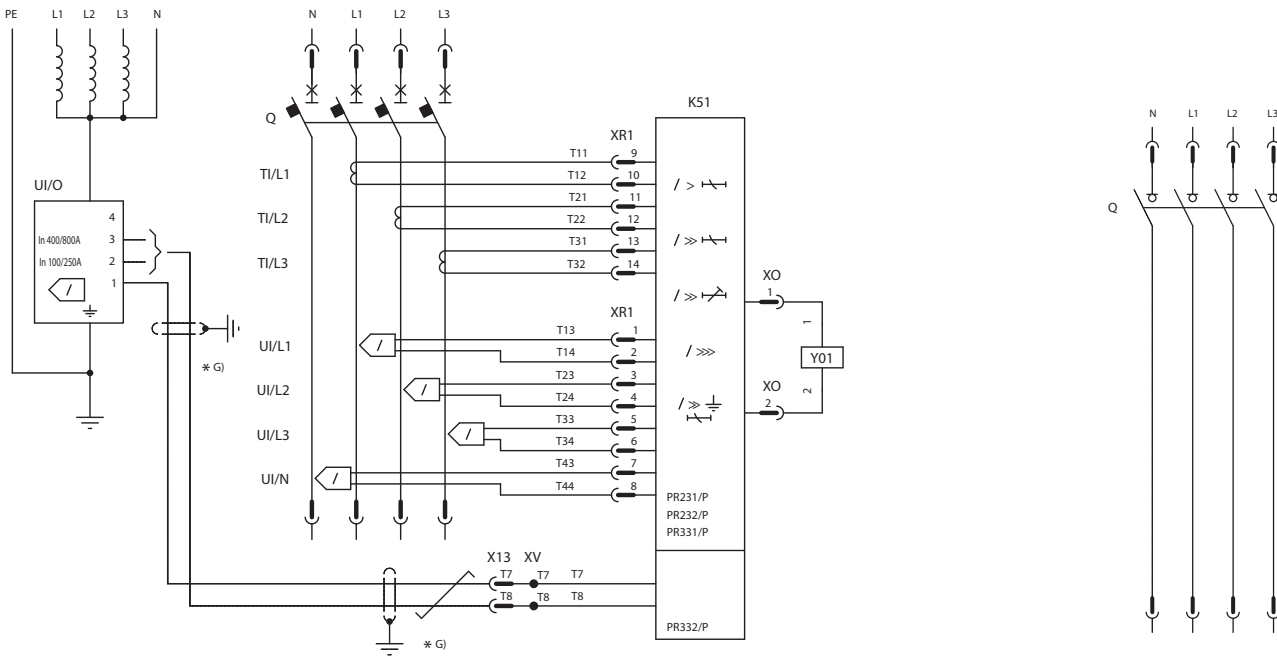 PE L1 L2 L3 N
N L1 L2 L3
K51
N L1 L2 L3
Q
XR1
T11 9
TI/L1
T12 10
T21 11
TI/L2
T22 12
T31 13
TI/L3
T32 14
I >
I >>
I >>
I >>>
I >>
Q
UI/O
4
In 400/800A 3
In 100/250A 2
I 1
* G)
XR1
UI/L1 I T13 1
T14 2
UI/L2 I T23 3
T24 4
UI/L3 I T33 5
T34 6
UI/N I T43 7
T44 8
XO
1
1
Y01
XO
2
2
PR231/P
PR232/P
PR331/P
X13 XV
T7 T7 T7
T8 T8 T8
PR332/P
* G)